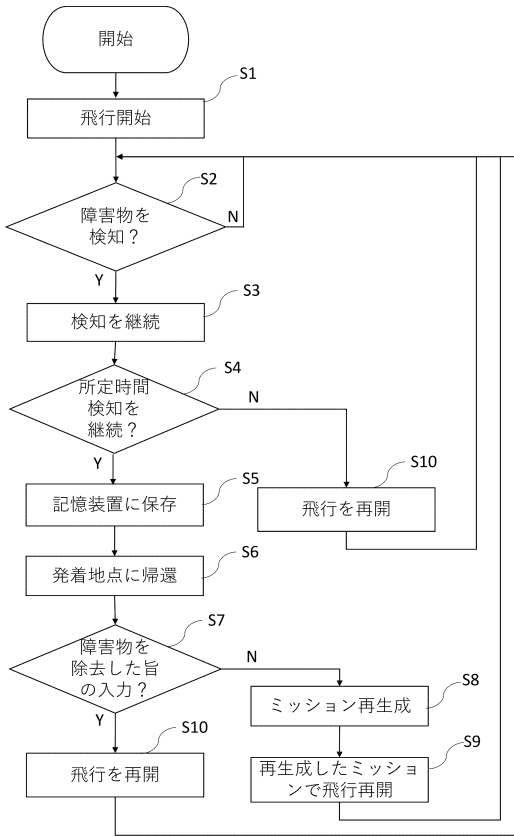 開始
S1
飛行開始
S2
障害物を
検知？
N
Y
S3
検知を継続
S4
所定時間
検知を
継続？
N
Y
S5
記憶装置に保存
S10
飛行を再開
S6
発着地点に帰還
S7
障害物を
除去した旨
の入力？
N
Y
S8
ミッション再生成
S10
飛行を再開
S9
再生成したミッショ
ンで飛行再開